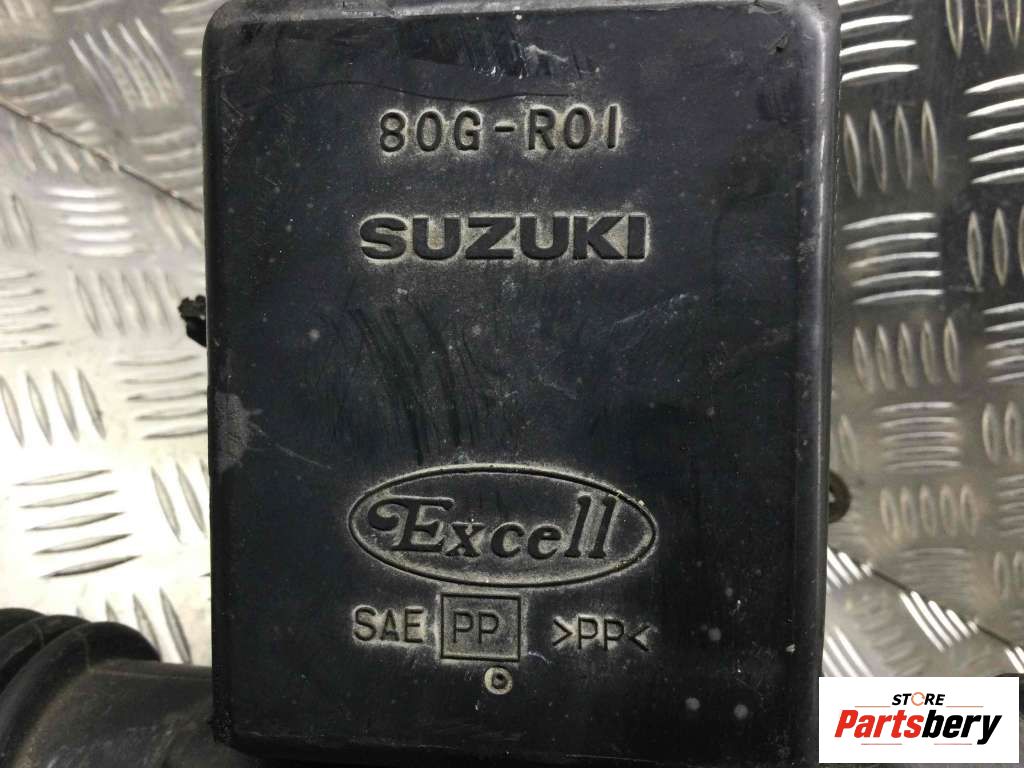 80G-R01
SUZUKI
Excell
SAE PP >PP<
STORE
Partsbery